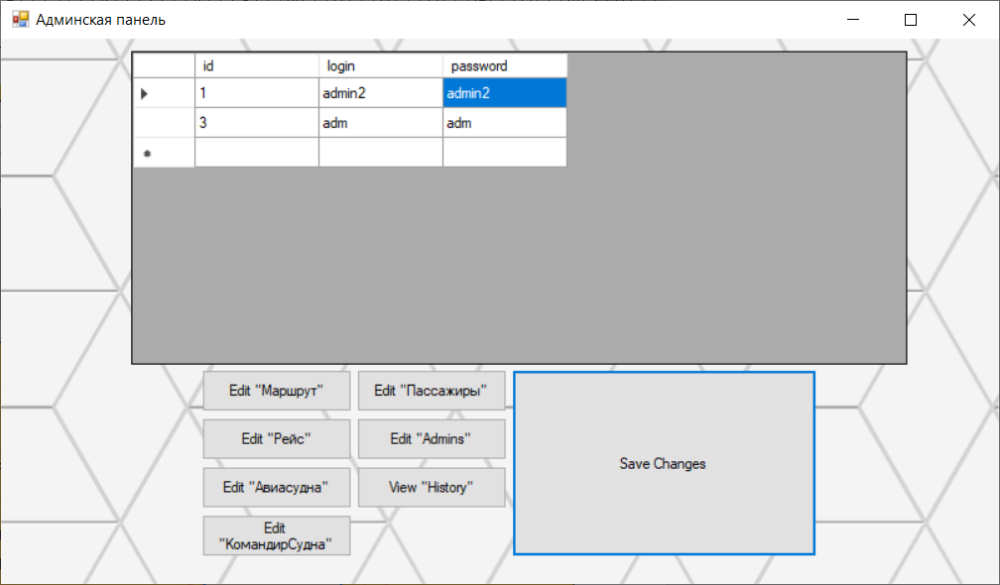 Админская панель
id login password
1 admin2 admin2
3 adm adm
Edit "Маршрут" Edit "Пассажиры"
Edit "Рейс" Edit "Admins"
Edit "Авиасудна" View "History"
Edit
"КомандирСудна"
Save Changes